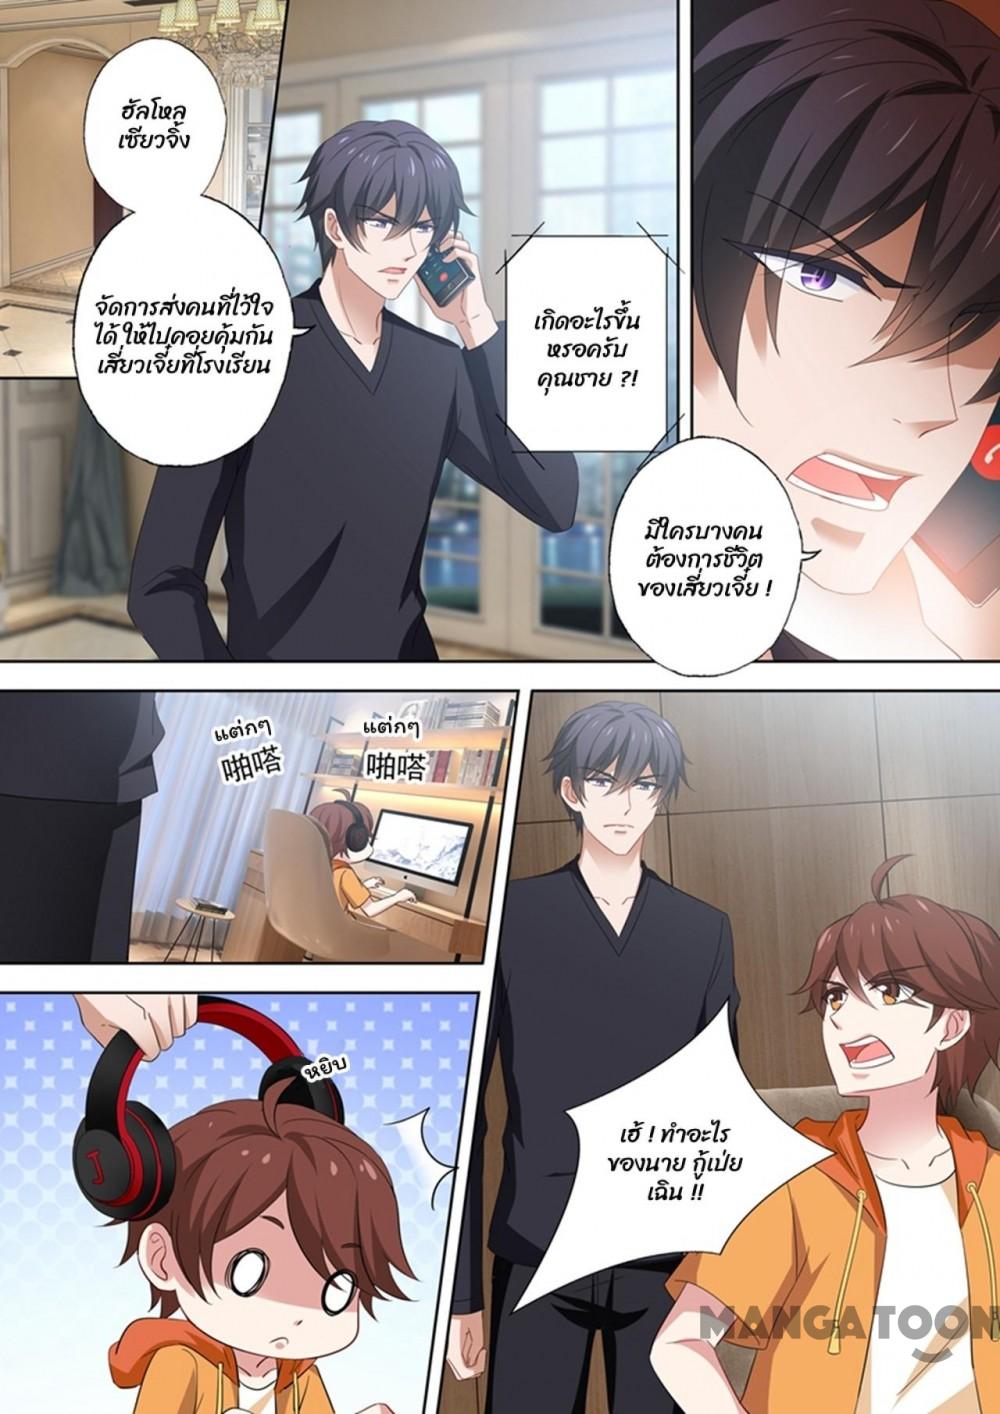 ฮัลโหล
เซียวจิ้ง
จัดการส่งคนที่ไว้ใจ
ได้ ให้ไปคอยคุ้มกัน
เสี่ยวเจี๋ยที่โรงเรียน
เกิดอะไรขึ้น
หรอครับ
คุณชาย ?!
มีใครบางคน
ต้องการชีวิต
ของเสี่ยวเจี๋ย !
แต่กๆ
啪嗒
แต่กๆ
啪嗒
หยิบ
J
เฮ้ ! ทำอะไร
ของนาย กู้เป่ย
เฉิน !!
MANGATOON